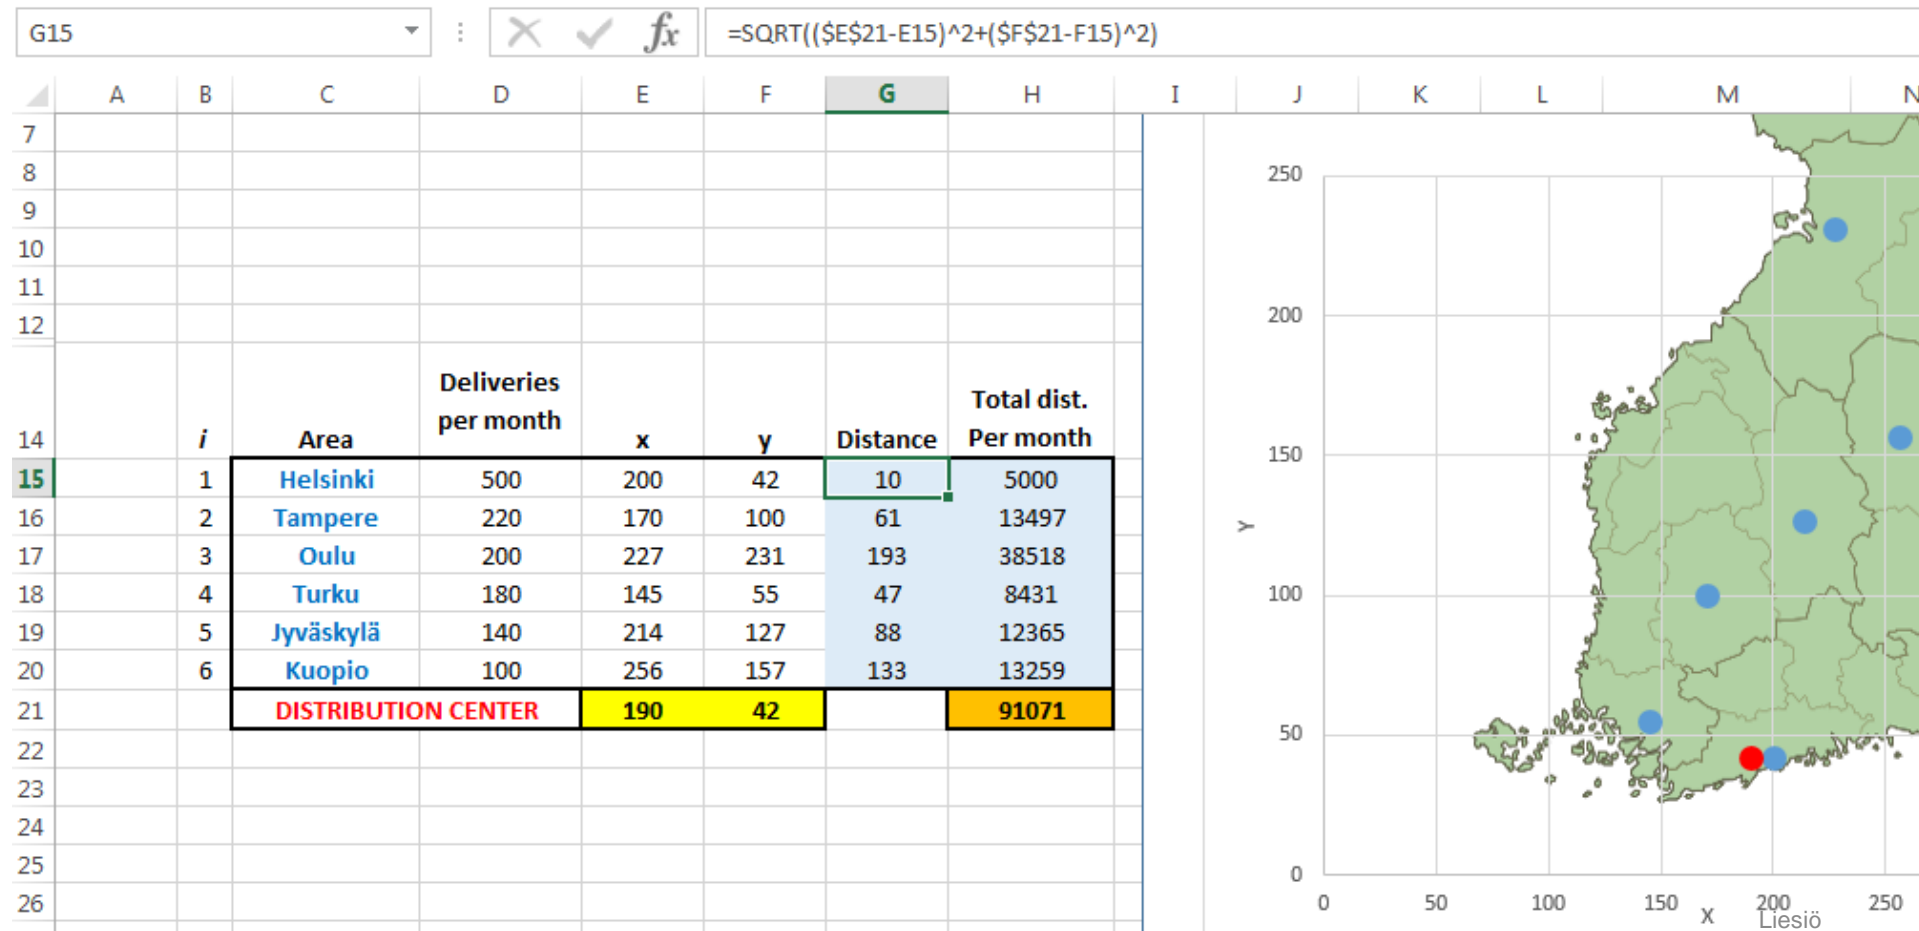 G15 fx =SQRT(($E$21-E15)^2+($F$21-F15)^2)
A B C D E F G H I J K L M N
7
8
9
10
11
12
14 i Area Deliveries per month x y Distance Total dist. Per month
15 1 Helsinki 500 200 42 10 5000
16 2 Tampere 220 170 100 61 13497
17 3 Oulu 200 227 231 193 38518
18 4 Turku 180 145 55 47 8431
19 5 Jyväskylä 140 214 127 88 12365
20 6 Kuopio 100 256 157 133 13259
21 DISTRIBUTION CENTER 190 42 91071
22
23
24
25
26
250
200
150
100
50
0
Y
0 50 100 150 200 250
X
Liesiö